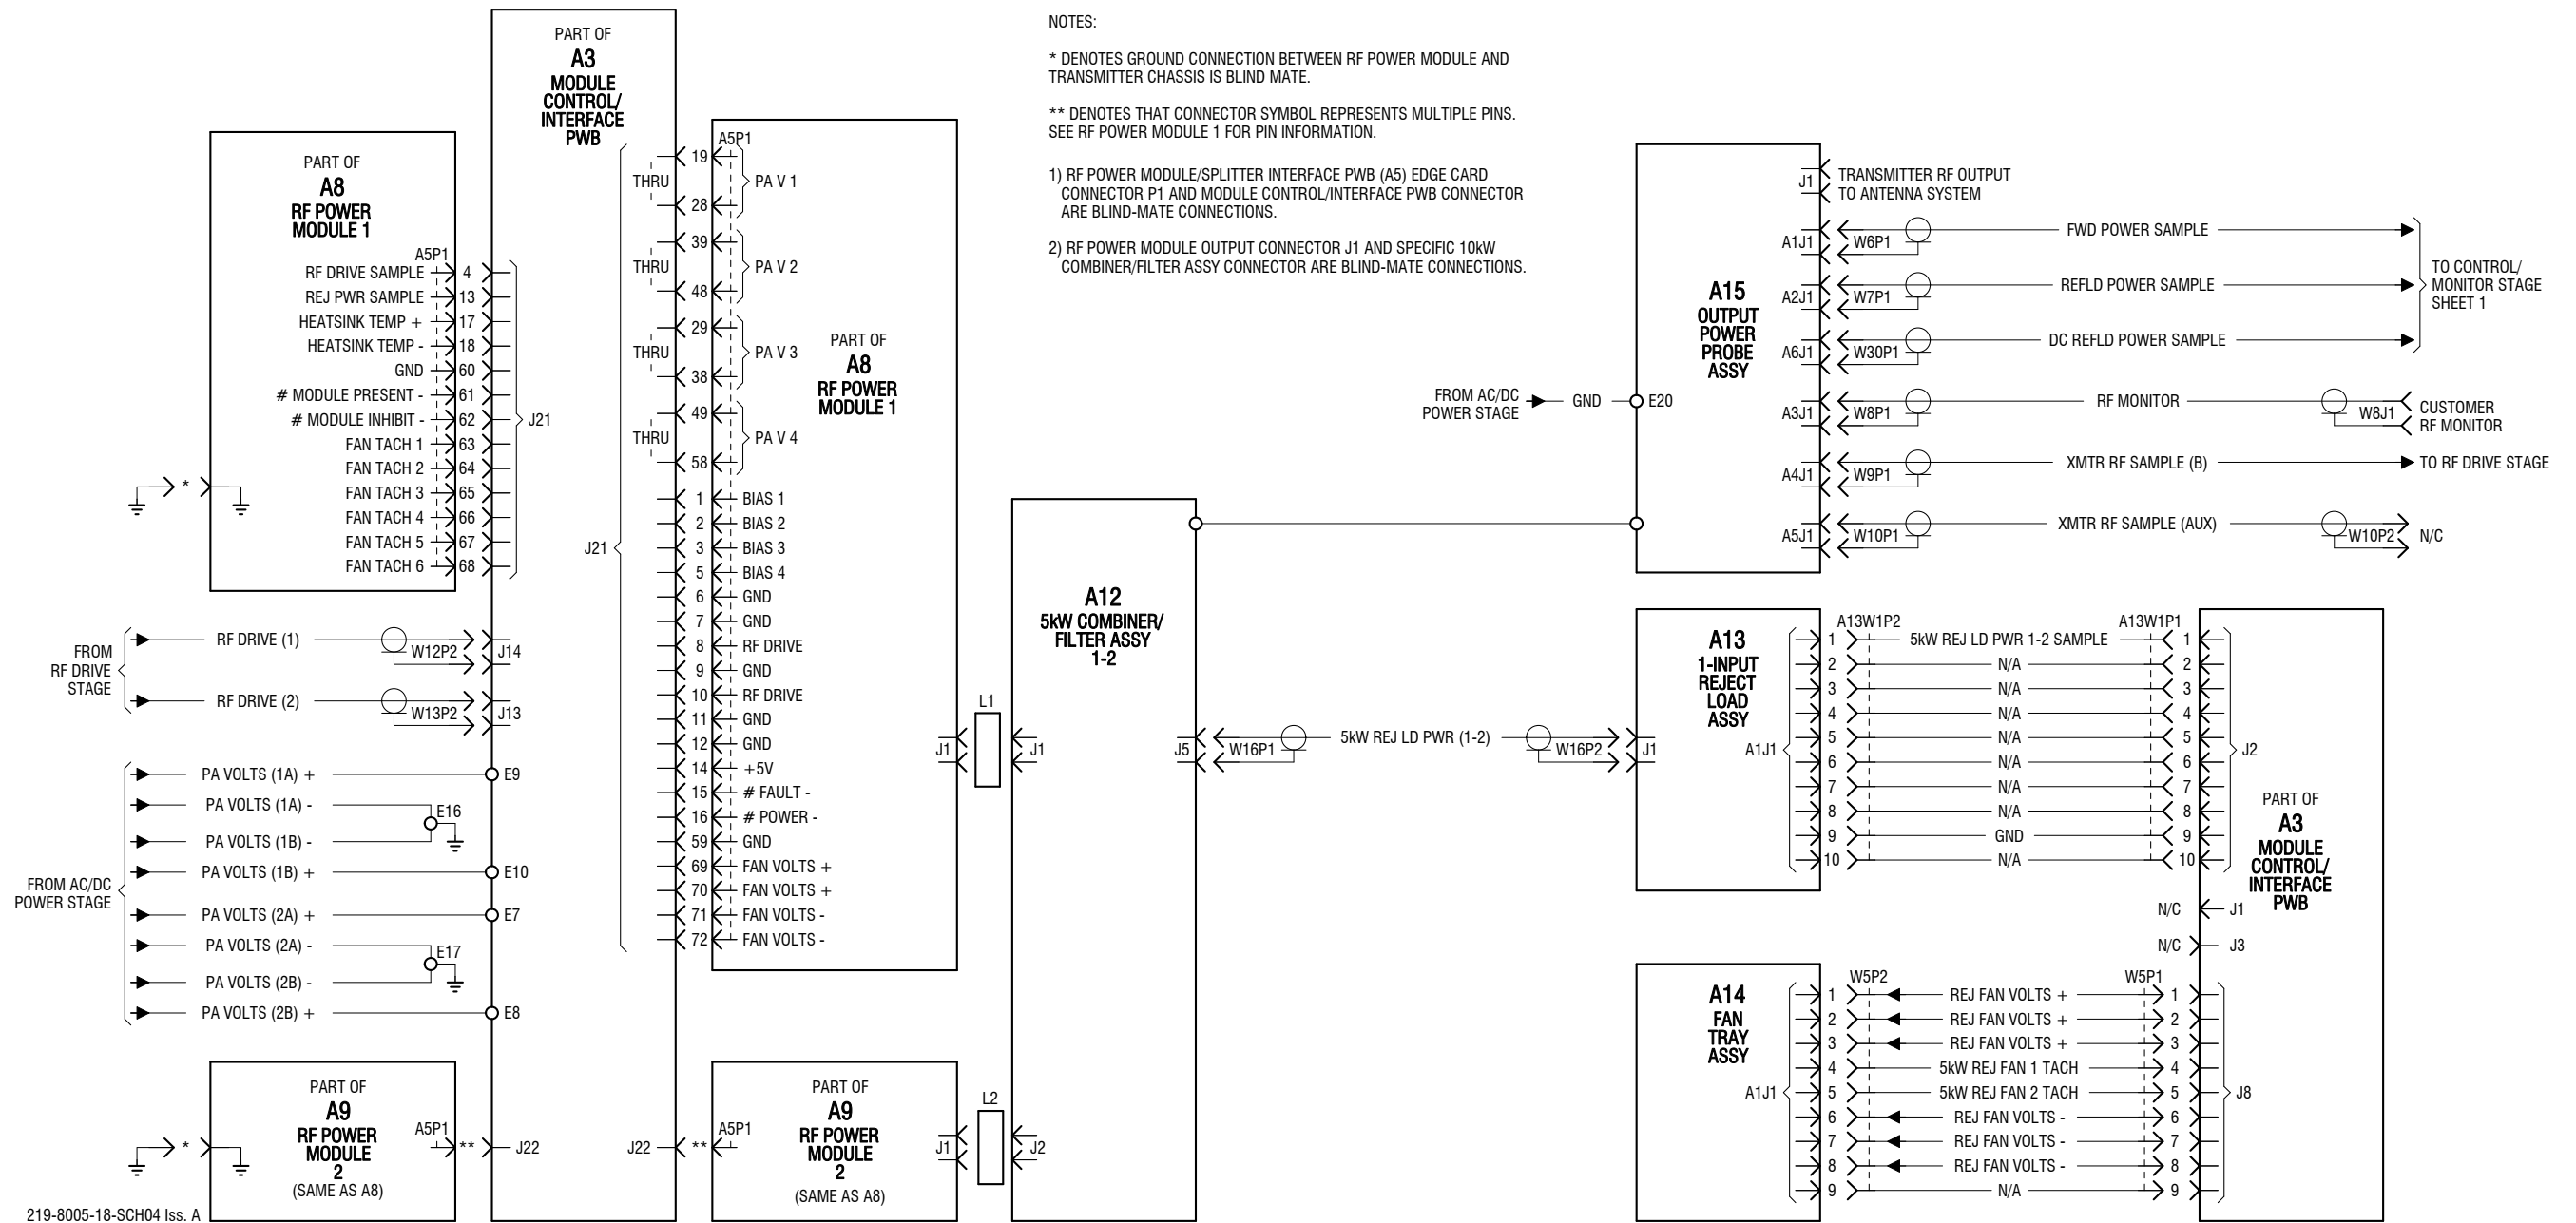 NOTES:
* DENOTES GROUND CONNECTION BETWEEN RF POWER MODULE AND
TRANSMITTER CHASSIS IS BLIND MATE.
** DENOTES THAT CONNECTOR SYMBOL REPRESENTS MULTIPLE PINS.
SEE RF POWER MODULE 1 FOR PIN INFORMATION.
1) RF POWER MODULE/SPLITTER INTERFACE PWB (A5) EDGE CARD
CONNECTOR P1 AND MODULE CONTROL/INTERFACE PWB CONNECTOR
ARE BLIND-MATE CONNECTIONS.
2) RF POWER MODULE OUTPUT CONNECTOR J1 AND SPECIFIC 10kW
COMBINER/FILTER ASSY CONNECTOR ARE BLIND-MATE CONNECTIONS.
PART OF
A8
RF POWER
MODULE 1
A5P1
RF DRIVE SAMPLE 4
REJ PWR SAMPLE 13
HEATSINK TEMP + 17
HEATSINK TEMP - 18
GND 60
# MODULE PRESENT - 61
# MODULE INHIBIT - 62
FAN TACH 1 63
FAN TACH 2 64
FAN TACH 3 65
FAN TACH 4 66
FAN TACH 5 67
FAN TACH 6 68
J21
*
FROM
RF DRIVE
STAGE
RF DRIVE (1) W12P2 J14
RF DRIVE (2) W13P2 J13
FROM AC/DC
POWER STAGE
PA VOLTS (1A) + E9
PA VOLTS (1A) -
E16
PA VOLTS (1B) -
PA VOLTS (1B) + E10
PA VOLTS (2A) + E7
PA VOLTS (2A) -
E17
PA VOLTS (2B) -
PA VOLTS (2B) + E8
PART OF
A9
RF POWER
MODULE
2
(SAME AS A8)
A5P1
* ** J22
219-8005-18-SCH04 Iss. A
PART OF
A3
MODULE
CONTROL/
INTERFACE
PWB
J21
A5P1
19
THRU PA V 1
28
39
THRU PA V 2
48
29
THRU PA V 3
38
49
THRU PA V 4
58
1 BIAS 1
2 BIAS 2
3 BIAS 3
5 BIAS 4
6 GND
7 GND
8 RF DRIVE
9 GND
10 RF DRIVE
11 GND
12 GND
14 +5V
15 # FAULT -
16 # POWER -
59 GND
69 FAN VOLTS +
70 FAN VOLTS +
71 FAN VOLTS -
72 FAN VOLTS -
PART OF
A8
RF POWER
MODULE 1
J1 L1 J1
J22 ** A5P1
PART OF
A9
RF POWER
MODULE
2
(SAME AS A8)
J1 L2 J2
A12
5kW COMBINER/
FILTER ASSY
1-2
J5 W16P1 5kW REJ LD PWR (1-2) W16P2 J1
FROM AC/DC
POWER STAGE
GND E20
A15
OUTPUT
POWER
PROBE
ASSY
J1 TRANSMITTER RF OUTPUT
TO ANTENNA SYSTEM
A1J1 W6P1 FWD POWER SAMPLE
A2J1 W7P1 REFLD POWER SAMPLE
A6J1 W30P1 DC REFLD POWER SAMPLE
TO CONTROL/
MONITOR STAGE
SHEET 1
A3J1 W8P1 RF MONITOR W8J1 CUSTOMER
RF MONITOR
A4J1 W9P1 XMTR RF SAMPLE (B) TO RF DRIVE STAGE
A5J1 W10P1 XMTR RF SAMPLE (AUX) W10P2 N/C
A13
1-INPUT
REJECT
LOAD
ASSY
A1J1
A13W1P2 A13W1P1
1 5kW REJ LD PWR 1-2 SAMPLE 1
2 N/A 2
3 N/A 3
4 N/A 4
5 N/A 5
6 N/A 6
7 N/A 7
8 N/A 8
9 GND 9
10 N/A 10
J2
PART OF
A3
MODULE
CONTROL/
INTERFACE
PWB
N/C J1
N/C J3
A14
FAN
TRAY
ASSY
A1J1
W5P2 W5P1
1 REJ FAN VOLTS + 1
2 REJ FAN VOLTS + 2
3 REJ FAN VOLTS + 3
4 5kW REJ FAN 1 TACH 4
5 5kW REJ FAN 2 TACH 5
6 REJ FAN VOLTS - 6
7 REJ FAN VOLTS - 7
8 REJ FAN VOLTS - 8
9 N/A 9
J8